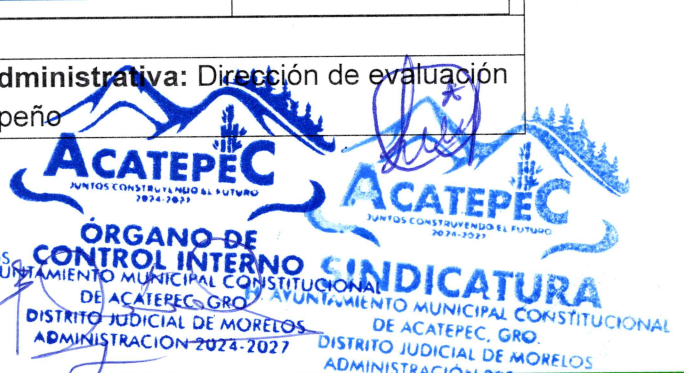 dministrativa: Dirección de evaluación
peño
ACATEPEC
JUNTOS CONSTRUYENDO EL FUTURO
2024-2027
ÓRGANO DE
CONTROL INTERNO
UNTAMIENTO MUNICIPAL CONSTITUCIONAL
DE ACATEPEC, GRO
DISTRITO JUDICIAL DE MORELOS
ADMINISTRACIÓN 2024-2027
ACATEPEC
JUNTOS CONSTRUYENDO EL FUTURO
2024-2027
SINDICATURA
AYUNTAMIENTO MUNICIPAL CONSTITUCIONAL
DE ACATEPEC, GRO.
DISTRITO JUDICIAL DE MORELOS
ADMINISTRACIÓN